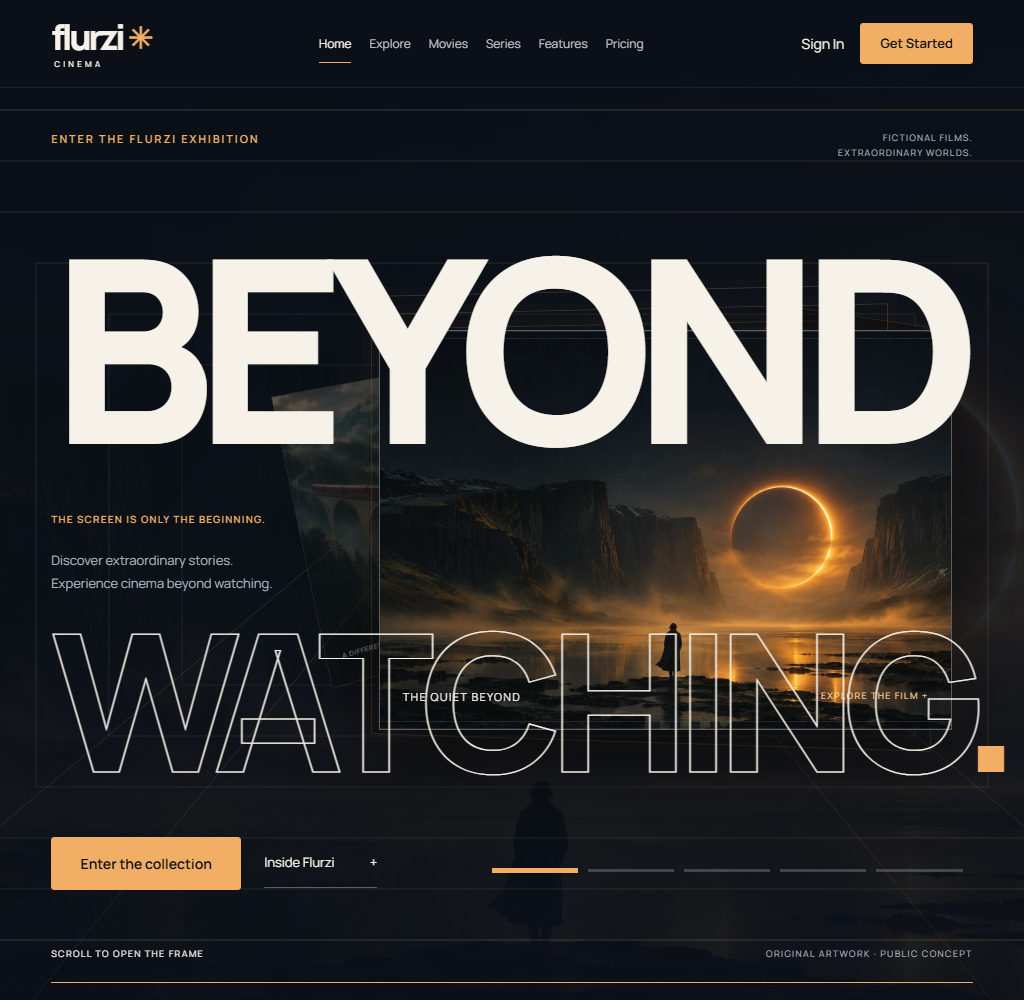 flurzi
CINEMA
Home Explore Movies Series Features Pricing
Sign In
Get Started
ENTER THE FLURZI EXHIBITION
FICTIONAL FILMS.
EXTRAORDINARY WORLDS.
BEYOND
THE SCREEN IS ONLY THE BEGINNING.
Discover extraordinary stories.
Experience cinema beyond watching.
WATCHING.
A
THE QUIET BEYOND
EXPLORE THE FILM +
Enter the collection
Inside Flurzi +
SCROLL TO OPEN THE FRAME
ORIGINAL ARTWORK · PUBLIC CONCEPT